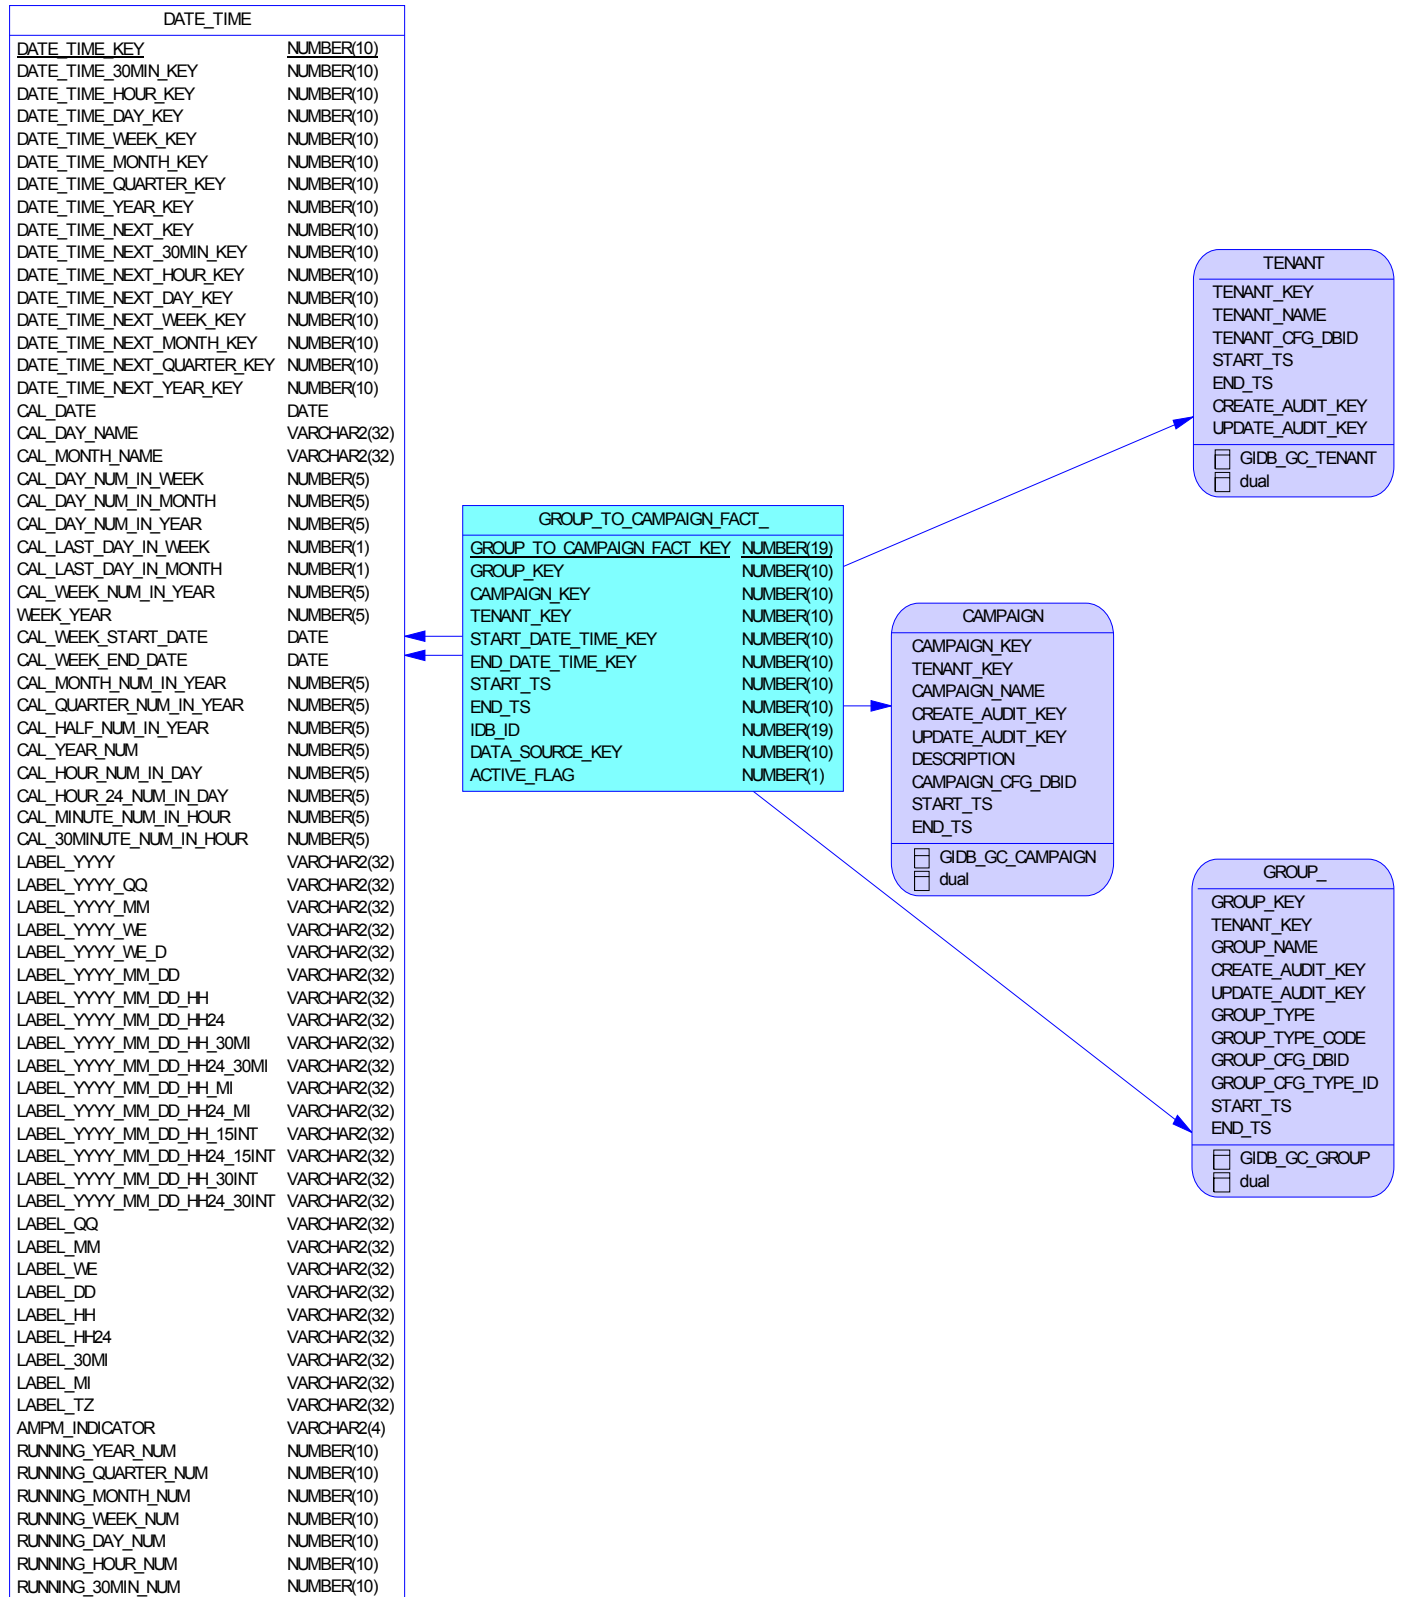 DATE_TIME
DATE_TIME_KEY NUMBER(10)
DATE_TIME_30MIN_KEY NUMBER(10)
DATE_TIME_HOUR_KEY NUMBER(10)
DATE_TIME_DAY_KEY NUMBER(10)
DATE_TIME_WEEK_KEY NUMBER(10)
DATE_TIME_MONTH_KEY NUMBER(10)
DATE_TIME_QUARTER_KEY NUMBER(10)
DATE_TIME_YEAR_KEY NUMBER(10)
DATE_TIME_NEXT_KEY NUMBER(10)
DATE_TIME_NEXT_30MIN_KEY NUMBER(10)
DATE_TIME_NEXT_HOUR_KEY NUMBER(10)
DATE_TIME_NEXT_DAY_KEY NUMBER(10)
DATE_TIME_NEXT_WEEK_KEY NUMBER(10)
DATE_TIME_NEXT_MONTH_KEY NUMBER(10)
DATE_TIME_NEXT_QUARTER_KEY NUMBER(10)
DATE_TIME_NEXT_YEAR_KEY NUMBER(10)
CAL_DATE DATE
CAL_DAY_NAME VARCHAR2(32)
CAL_MONTH_NAME VARCHAR2(32)
CAL_DAY_NUM_IN_WEEK NUMBER(5)
CAL_DAY_NUM_IN_MONTH NUMBER(5)
CAL_DAY_NUM_IN_YEAR NUMBER(5)
CAL_LAST_DAY_IN_WEEK NUMBER(1)
CAL_LAST_DAY_IN_MONTH NUMBER(1)
CAL_WEEK_NUM_IN_YEAR NUMBER(5)
WEEK_YEAR NUMBER(5)
CAL_WEEK_START_DATE DATE
CAL_WEEK_END_DATE DATE
CAL_MONTH_NUM_IN_YEAR NUMBER(5)
CAL_QUARTER_NUM_IN_YEAR NUMBER(5)
CAL_HALF_NUM_IN_YEAR NUMBER(5)
CAL_YEAR_NUM NUMBER(5)
CAL_HOUR_NUM_IN_DAY NUMBER(5)
CAL_HOUR_24_NUM_IN_DAY NUMBER(5)
CAL_MINUTE_NUM_IN_HOUR NUMBER(5)
CAL_30MINUTE_NUM_IN_HOUR NUMBER(5)
LABEL_YYYY VARCHAR2(32)
LABEL_YYYY_QQ VARCHAR2(32)
LABEL_YYYY_MM VARCHAR2(32)
LABEL_YYYY_WE VARCHAR2(32)
LABEL_YYYY_WE_D VARCHAR2(32)
LABEL_YYYY_MM_DD VARCHAR2(32)
LABEL_YYYY_MM_DD_HH VARCHAR2(32)
LABEL_YYYY_MM_DD_HH24 VARCHAR2(32)
LABEL_YYYY_MM_DD_HH_30MI VARCHAR2(32)
LABEL_YYYY_MM_DD_HH24_30MI VARCHAR2(32)
LABEL_YYYY_MM_DD_HH_MI VARCHAR2(32)
LABEL_YYYY_MM_DD_HH24_MI VARCHAR2(32)
LABEL_YYYY_MM_DD_HH_15INT VARCHAR2(32)
LABEL_YYYY_MM_DD_HH24_15INT VARCHAR2(32)
LABEL_YYYY_MM_DD_HH_30INT VARCHAR2(32)
LABEL_YYYY_MM_DD_HH24_30INT VARCHAR2(32)
LABEL_QQ VARCHAR2(32)
LABEL_MM VARCHAR2(32)
LABEL_WE VARCHAR2(32)
LABEL_DD VARCHAR2(32)
LABEL_HH VARCHAR2(32)
LABEL_HH24 VARCHAR2(32)
LABEL_30MI VARCHAR2(32)
LABEL_MI VARCHAR2(32)
LABEL_TZ VARCHAR2(32)
AMPM_INDICATOR VARCHAR2(4)
RUNNING_YEAR_NUM NUMBER(10)
RUNNING_QUARTER_NUM NUMBER(10)
RUNNING_MONTH_NUM NUMBER(10)
RUNNING_WEEK_NUM NUMBER(10)
RUNNING_DAY_NUM NUMBER(10)
RUNNING_HOUR_NUM NUMBER(10)
RUNNING_30MIN_NUM NUMBER(10)
GROUP_TO_CAMPAIGN_FACT_
GROUP_TO_CAMPAIGN_FACT_KEY NUMBER(19)
GROUP_KEY NUMBER(10)
CAMPAIGN_KEY NUMBER(10)
TENANT_KEY NUMBER(10)
START_DATE_TIME_KEY NUMBER(10)
END_DATE_TIME_KEY NUMBER(10)
START_TS NUMBER(10)
END_TS NUMBER(10)
IDB_ID NUMBER(19)
DATA_SOURCE_KEY NUMBER(10)
ACTIVE_FLAG NUMBER(1)
TENANT
TENANT_KEY
TENANT_NAME
TENANT_CFG_DBID
START_TS
END_TS
CREATE_AUDIT_KEY
UPDATE_AUDIT_KEY
GIDB_GC_TENANT
dual
CAMPAIGN
CAMPAIGN_KEY
TENANT_KEY
CAMPAIGN_NAME
CREATE_AUDIT_KEY
UPDATE_AUDIT_KEY
DESCRIPTION
CAMPAIGN_CFG_DBID
START_TS
END_TS
GIDB_GC_CAMPAIGN
dual
GROUP_
GROUP_KEY
TENANT_KEY
GROUP_NAME
CREATE_AUDIT_KEY
UPDATE_AUDIT_KEY
GROUP_TYPE
GROUP_TYPE_CODE
GROUP_CFG_DBID
GROUP_CFG_TYPE_ID
START_TS
END_TS
GIDB_GC_GROUP
dual